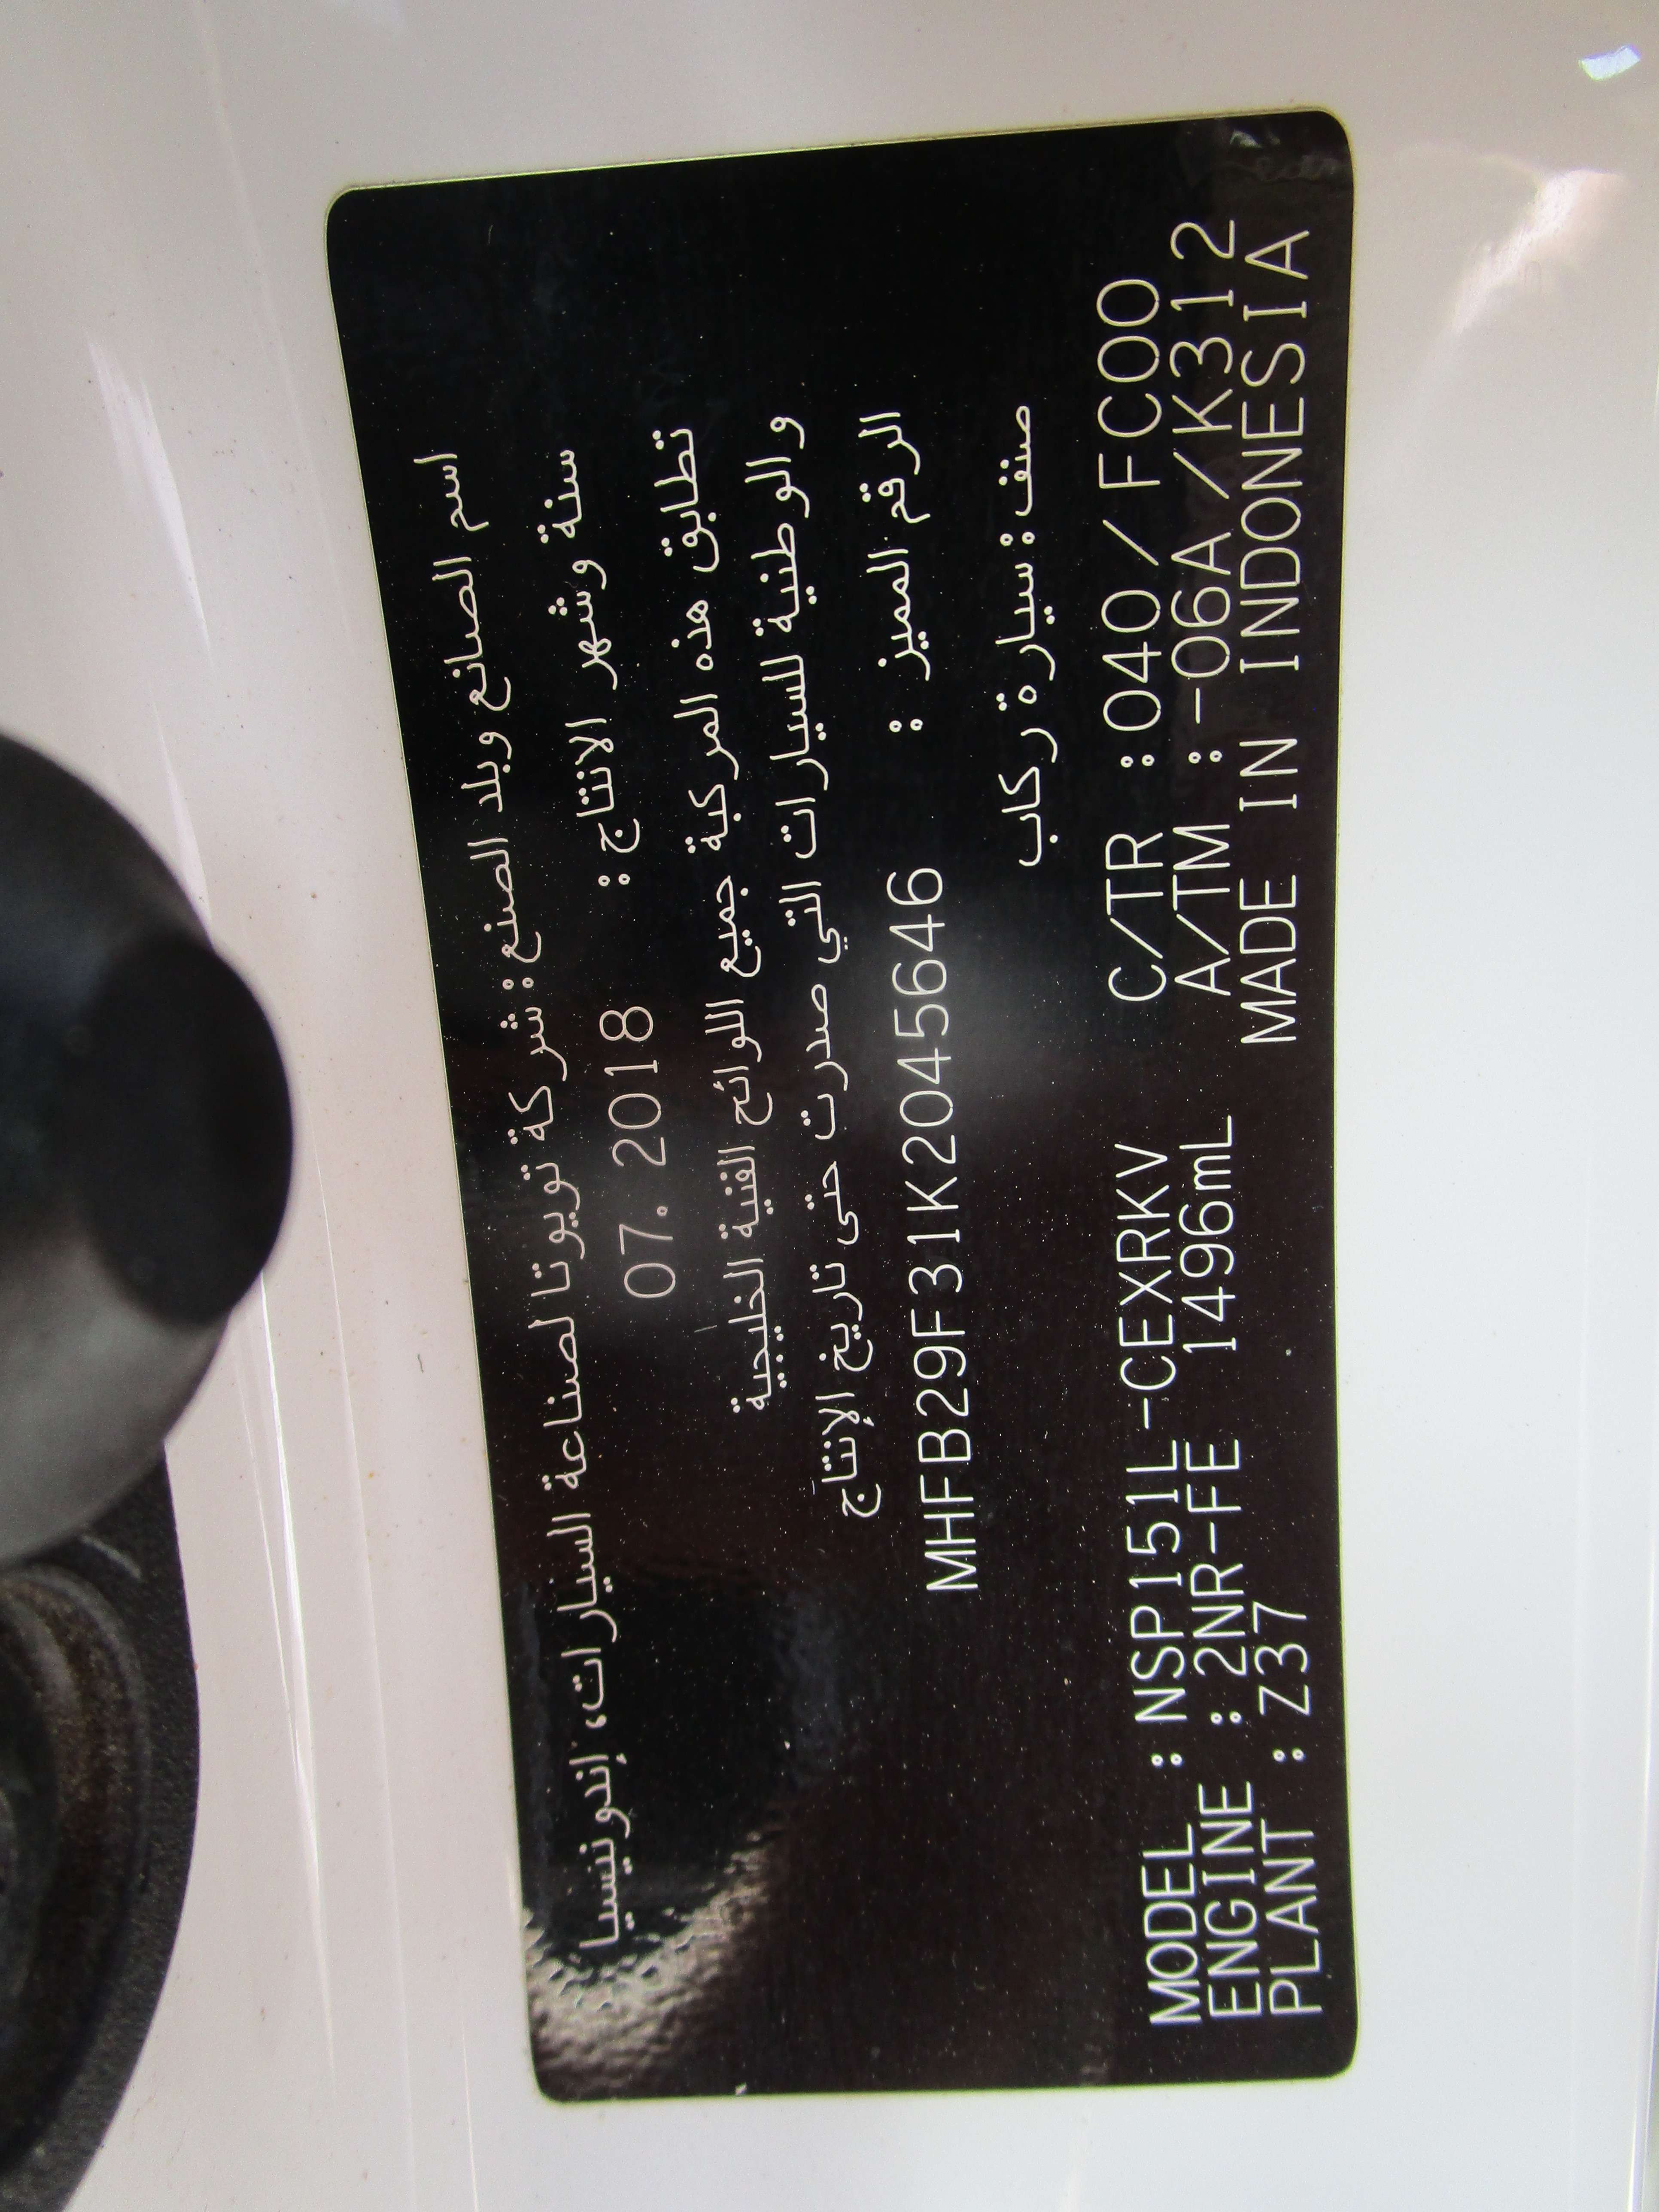 اسم الصانع وبلد الصنع : شركة تويوتا لصناعة السيارات، إندونيسيا
سنة وشهر الانتاج : 07. 2018
تطابق هذه المركبة جميع اللوائح الفنية الخليجية
والوطنية للسيارات التي صدرت حتى تاريخ الإنتاج
الرقم المميز : MHFB29F31K2045646
صنف : سيارة ركاب
MODEL : NSP151L-CEXRKV C/TR :040/FC00
ENGINE : 2NR-FE 1496mL A/TM :-06A/K312
PLANT : Z37 MADE IN INDONESIA